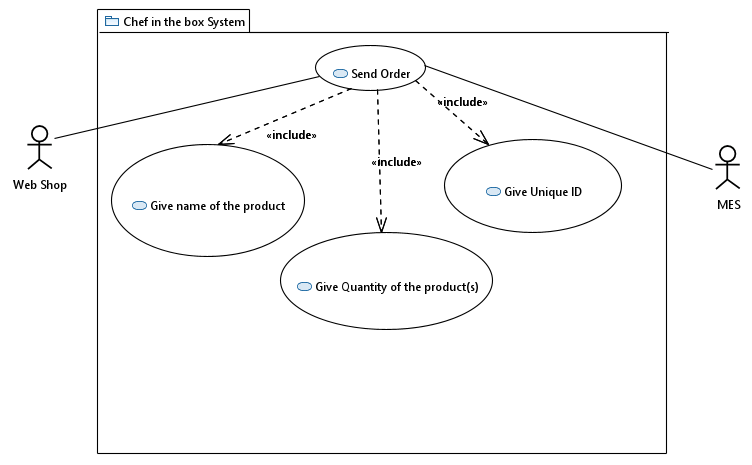 Chef in the box System
Send Order
«include»
«include»
«include»
Web Shop
Give name of the product
Give Unique ID
MES
Give Quantity of the product(s)